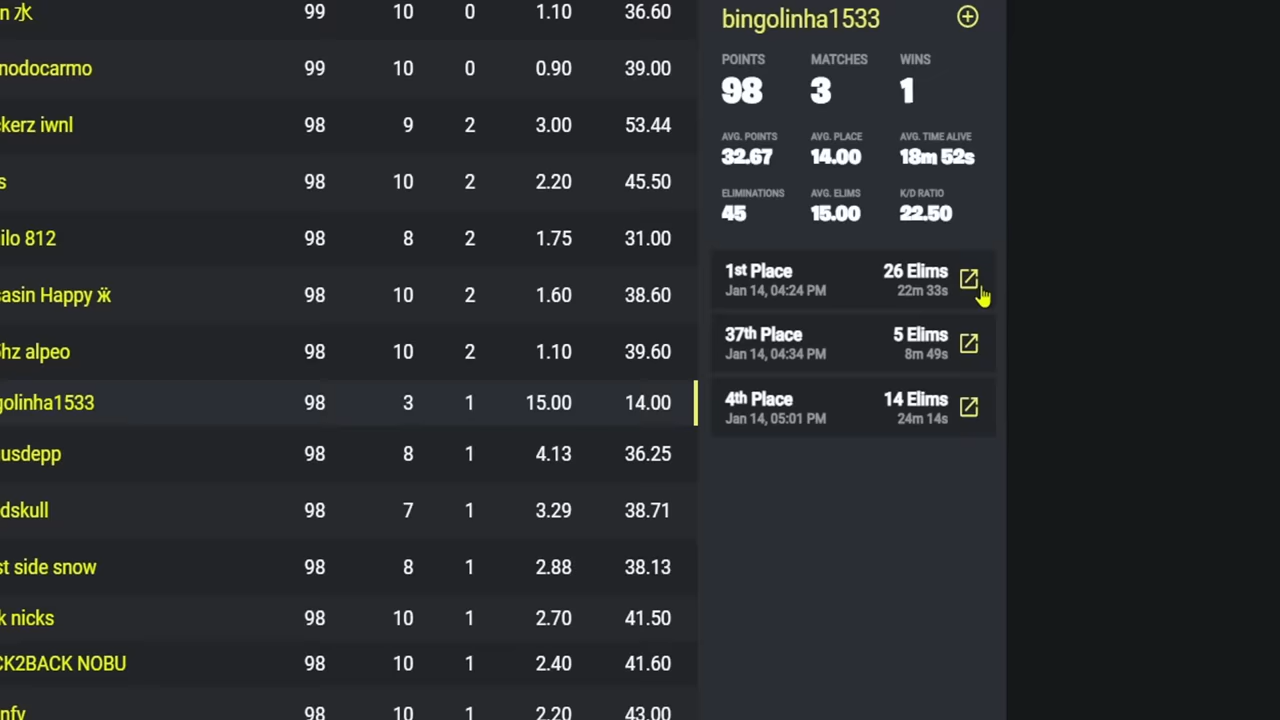 n 水 99 10 0 1.10 36.60
nodocarmo 99 10 0 0.90 39.00
ckerz iwnl 98 9 2 3.00 53.44
s 98 10 2 2.20 45.50
ilo 812 98 8 2 1.75 31.00
sasin Happy ӝ 98 10 2 1.60 38.60
5hz alpeo 98 10 2 1.10 39.60
golinha1533 98 3 1 15.00 14.00
usdepp 98 8 1 4.13 36.25
dskull 98 7 1 3.29 38.71
st side snow 98 8 1 2.88 38.13
k nicks 98 10 1 2.70 41.50
CK2BACK NOBU 98 10 1 2.40 41.60
nfy 98 10 1 2.20 43.00
bingolinha1533
POINTS MATCHES WINS
98 3 1
AVG. POINTS AVG. PLACE AVG. TIME ALIVE
32.67 14.00 18m 52s
ELIMINATIONS AVG. ELIMS K/D RATIO
45 15.00 22.50
1st Place 26 Elims
Jan 14, 04:24 PM 22m 33s
37th Place 5 Elims
Jan 14, 04:34 PM 8m 49s
4th Place 14 Elims
Jan 14, 05:01 PM 24m 14s